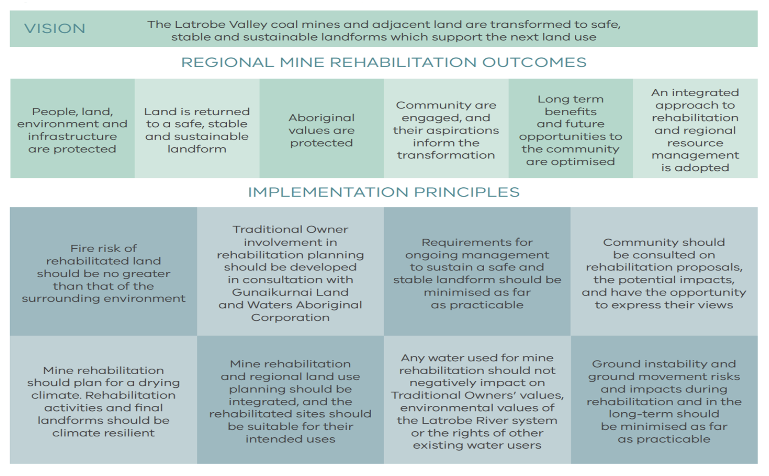 VISION
The Latrobe Valley coal mines and adjacent land are transformed to safe,
stable and sustainable landforms which support the next land use
REGIONAL MINE REHABILITATION OUTCOMES
People, land,
environment and
infrastructure
are protected
Land is returned
to a safe, stable
and sustainable
landform
Aboriginal
values are
protected
Community are
engaged, and
their aspirations
inform the
transformation
Long term
benefits
and future
opportunities to
the community
are optimised
An integrated
approach to
rehabilitation
and regional
resource
management
is adopted
IMPLEMENTATION PRINCIPLES
Fire risk of
rehabilitated land
should be no greater
than that of the
surrounding environment
Traditional Owner
involvement in
rehabilitation planning
should be developed
in consultation with
Gunaikurnai Land
and Waters Aboriginal
Corporation
Requirements for
ongoing management
to sustain a safe and
stable landform should be
minimised as far
as practicable
Community should
be consulted on
rehabilitation proposals,
the potential impacts,
and have the opportunity
to express their views
Mine rehabilitation
should plan for a drying
climate. Rehabilitation
activities and final
landforms should be
climate resilient
Mine rehabilitation
and regional land use
planning should be
integrated, and the
rehabilitated sites should
be suitable for their
intended uses
Any water used for mine
rehabilitation should not
negatively impact on
Traditional Owners' values,
environmental values of
the Latrobe River system
or the rights of other
existing water users
Ground instability and
ground movement risks
and impacts during
rehabilitation and in the
long-term should
be minimised as far
as practicable